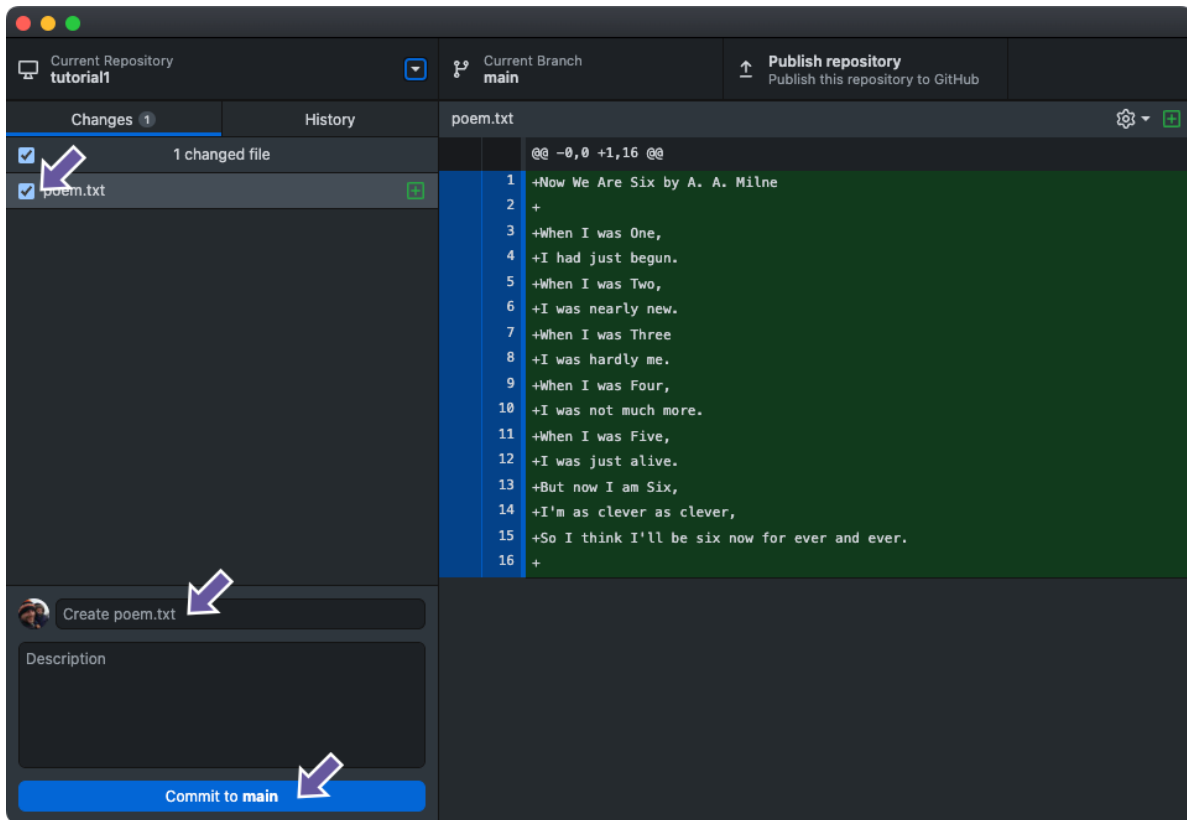 Current Repository
tutorial1
Current Branch
main
Publish repository
Publish this repository to GitHub
Changes 1
History
1 changed file
poem.txt
Create poem.txt
Description
Commit to main
poem.txt
@@ -0,0 +1,16 @@
1 +Now We Are Six by A. A. Milne
2 +
3 +When I was One,
4 +I had just begun.
5 +When I was Two,
6 +I was nearly new.
7 +When I was Three
8 +I was hardly me.
9 +When I was Four,
10 +I was not much more.
11 +When I was Five,
12 +I was just alive.
13 +But now I am Six,
14 +I'm as clever as clever,
15 +So I think I'll be six now for ever and ever.
16 +